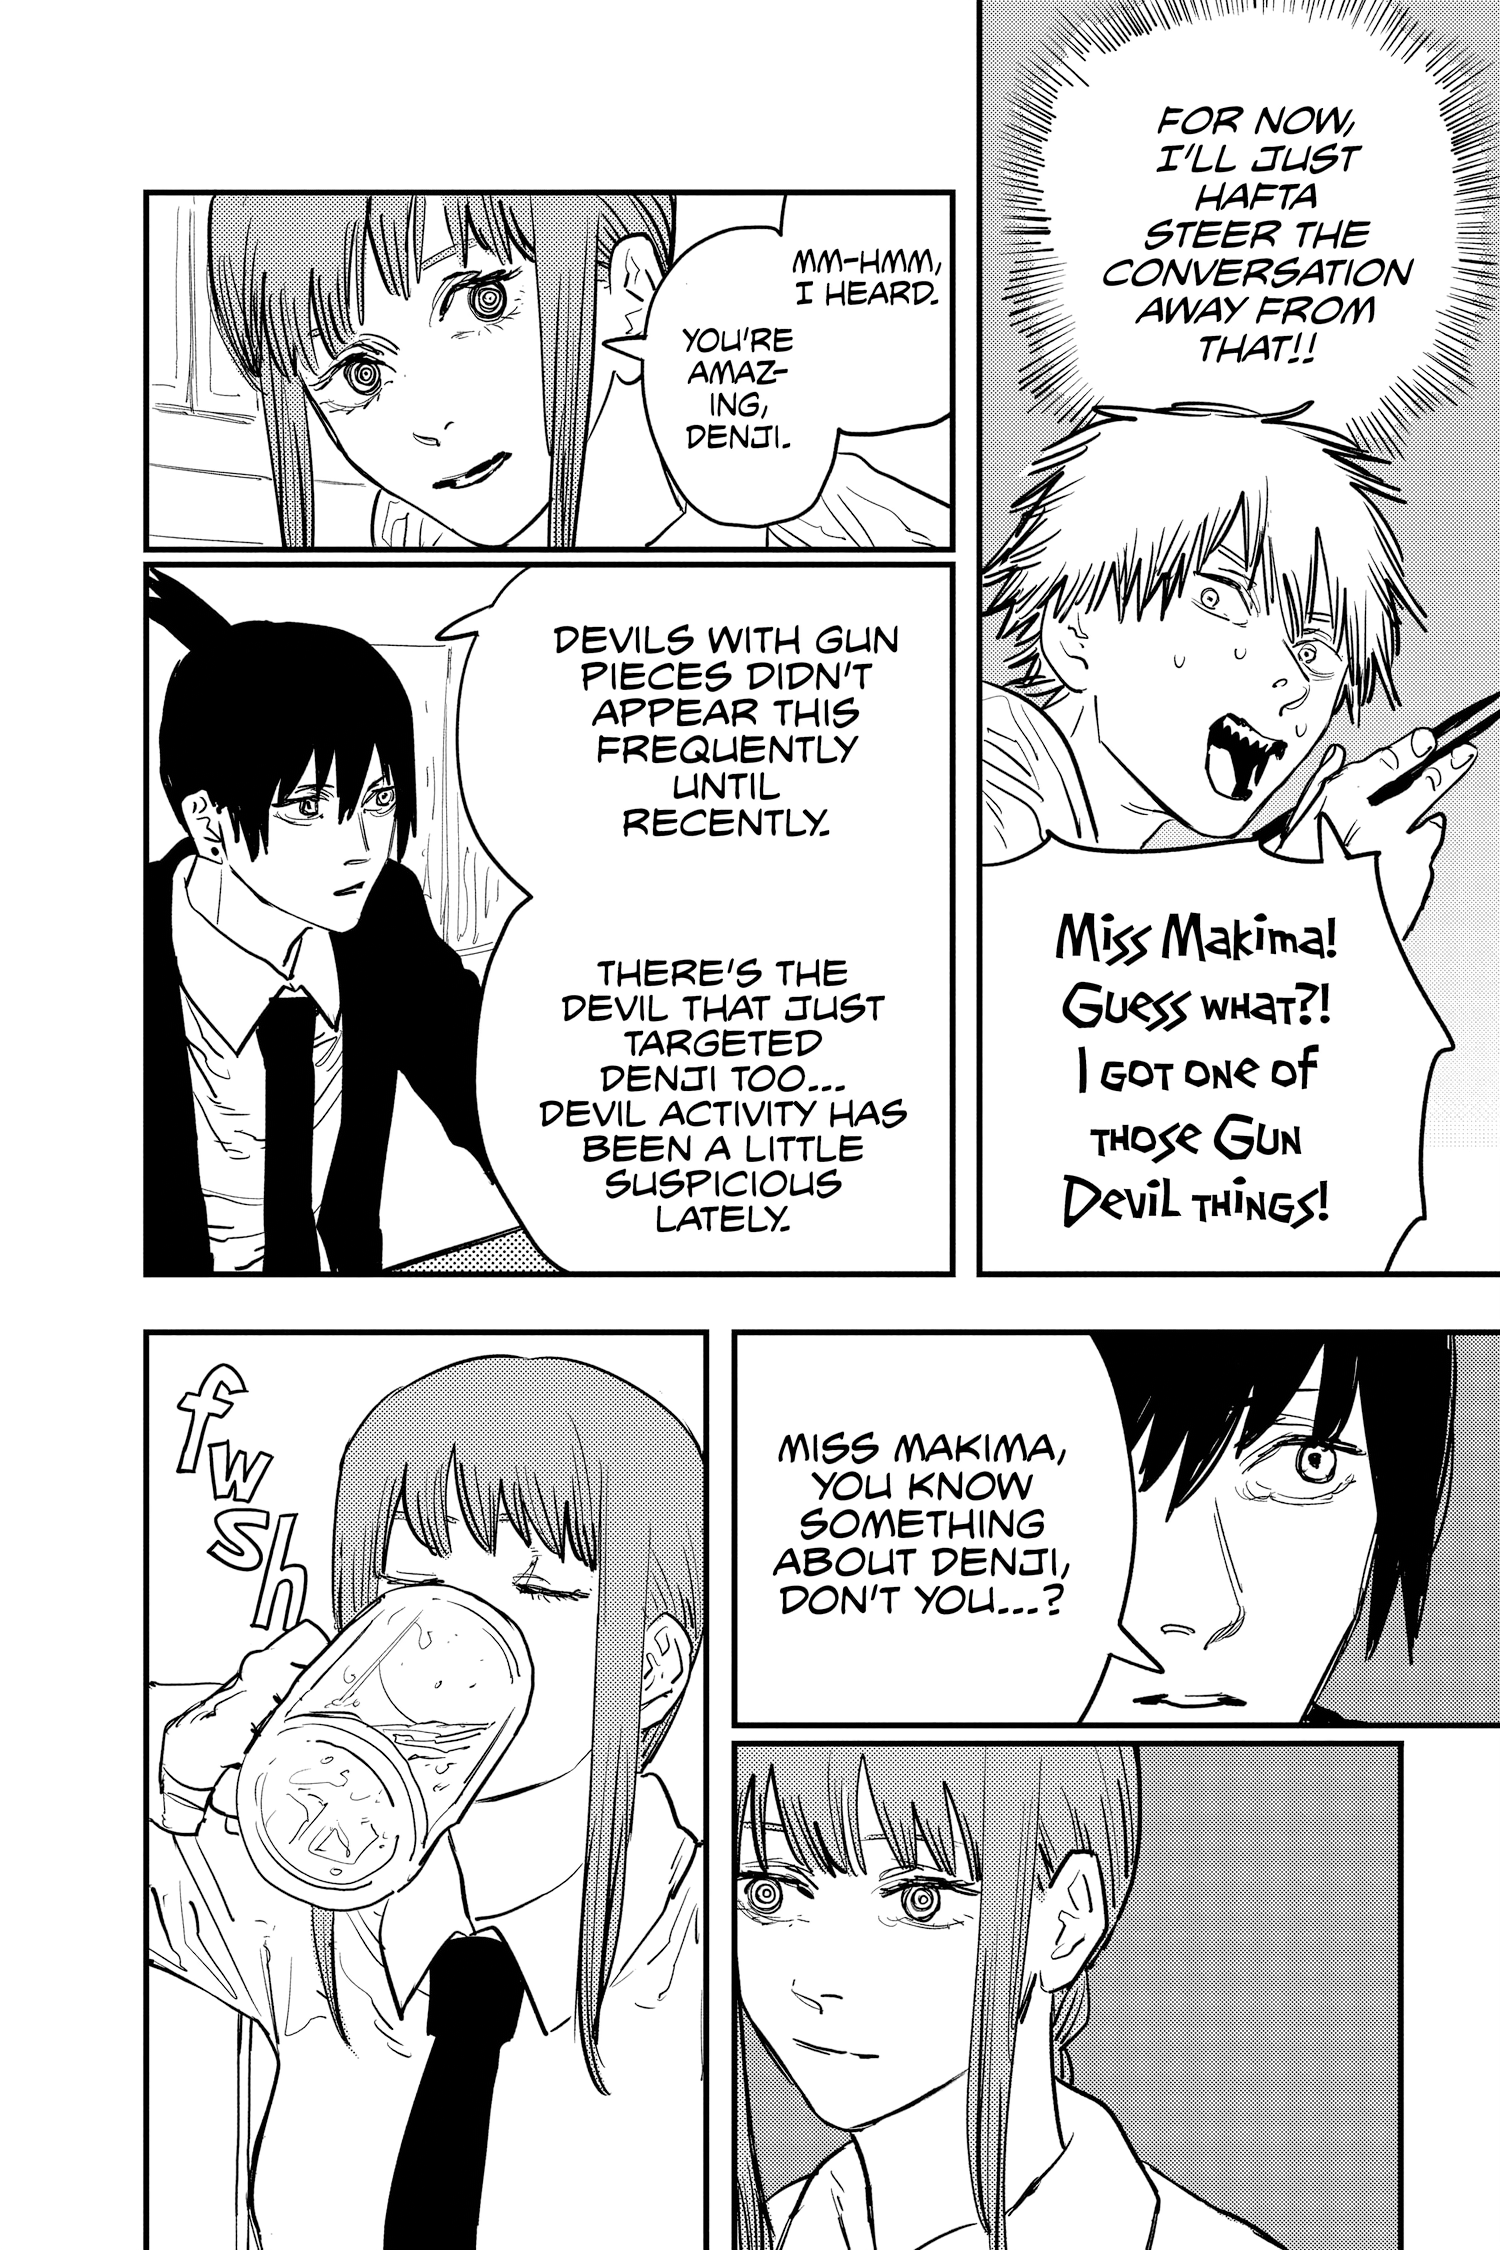 FOR NOW,
I'LL JUST
HAFTA
STEER THE
CONVERSATION
AWAY FROM
THAT!!
MISS MAKIMA!
GUESS WHAT?!
I GOT ONE OF
THOSE GUN
DEVIL THINGS!
MM-HMM,
I HEARD.
YOU'RE
AMAZ-
ING,
DENJI.
DEVILS WITH GUN
PIECES DIDN'T
APPEAR THIS
FREQUENTLY
UNTIL
RECENTLY.
THERE'S THE
DEVIL THAT JUST
TARGETED
DENJI TOO...
DEVIL ACTIVITY HAS
BEEN A LITTLE
SUSPICIOUS
LATELY.
MISS MAKIMA,
YOU KNOW
SOMETHING
ABOUT DENJI,
DON'T YOU...?
fwsh